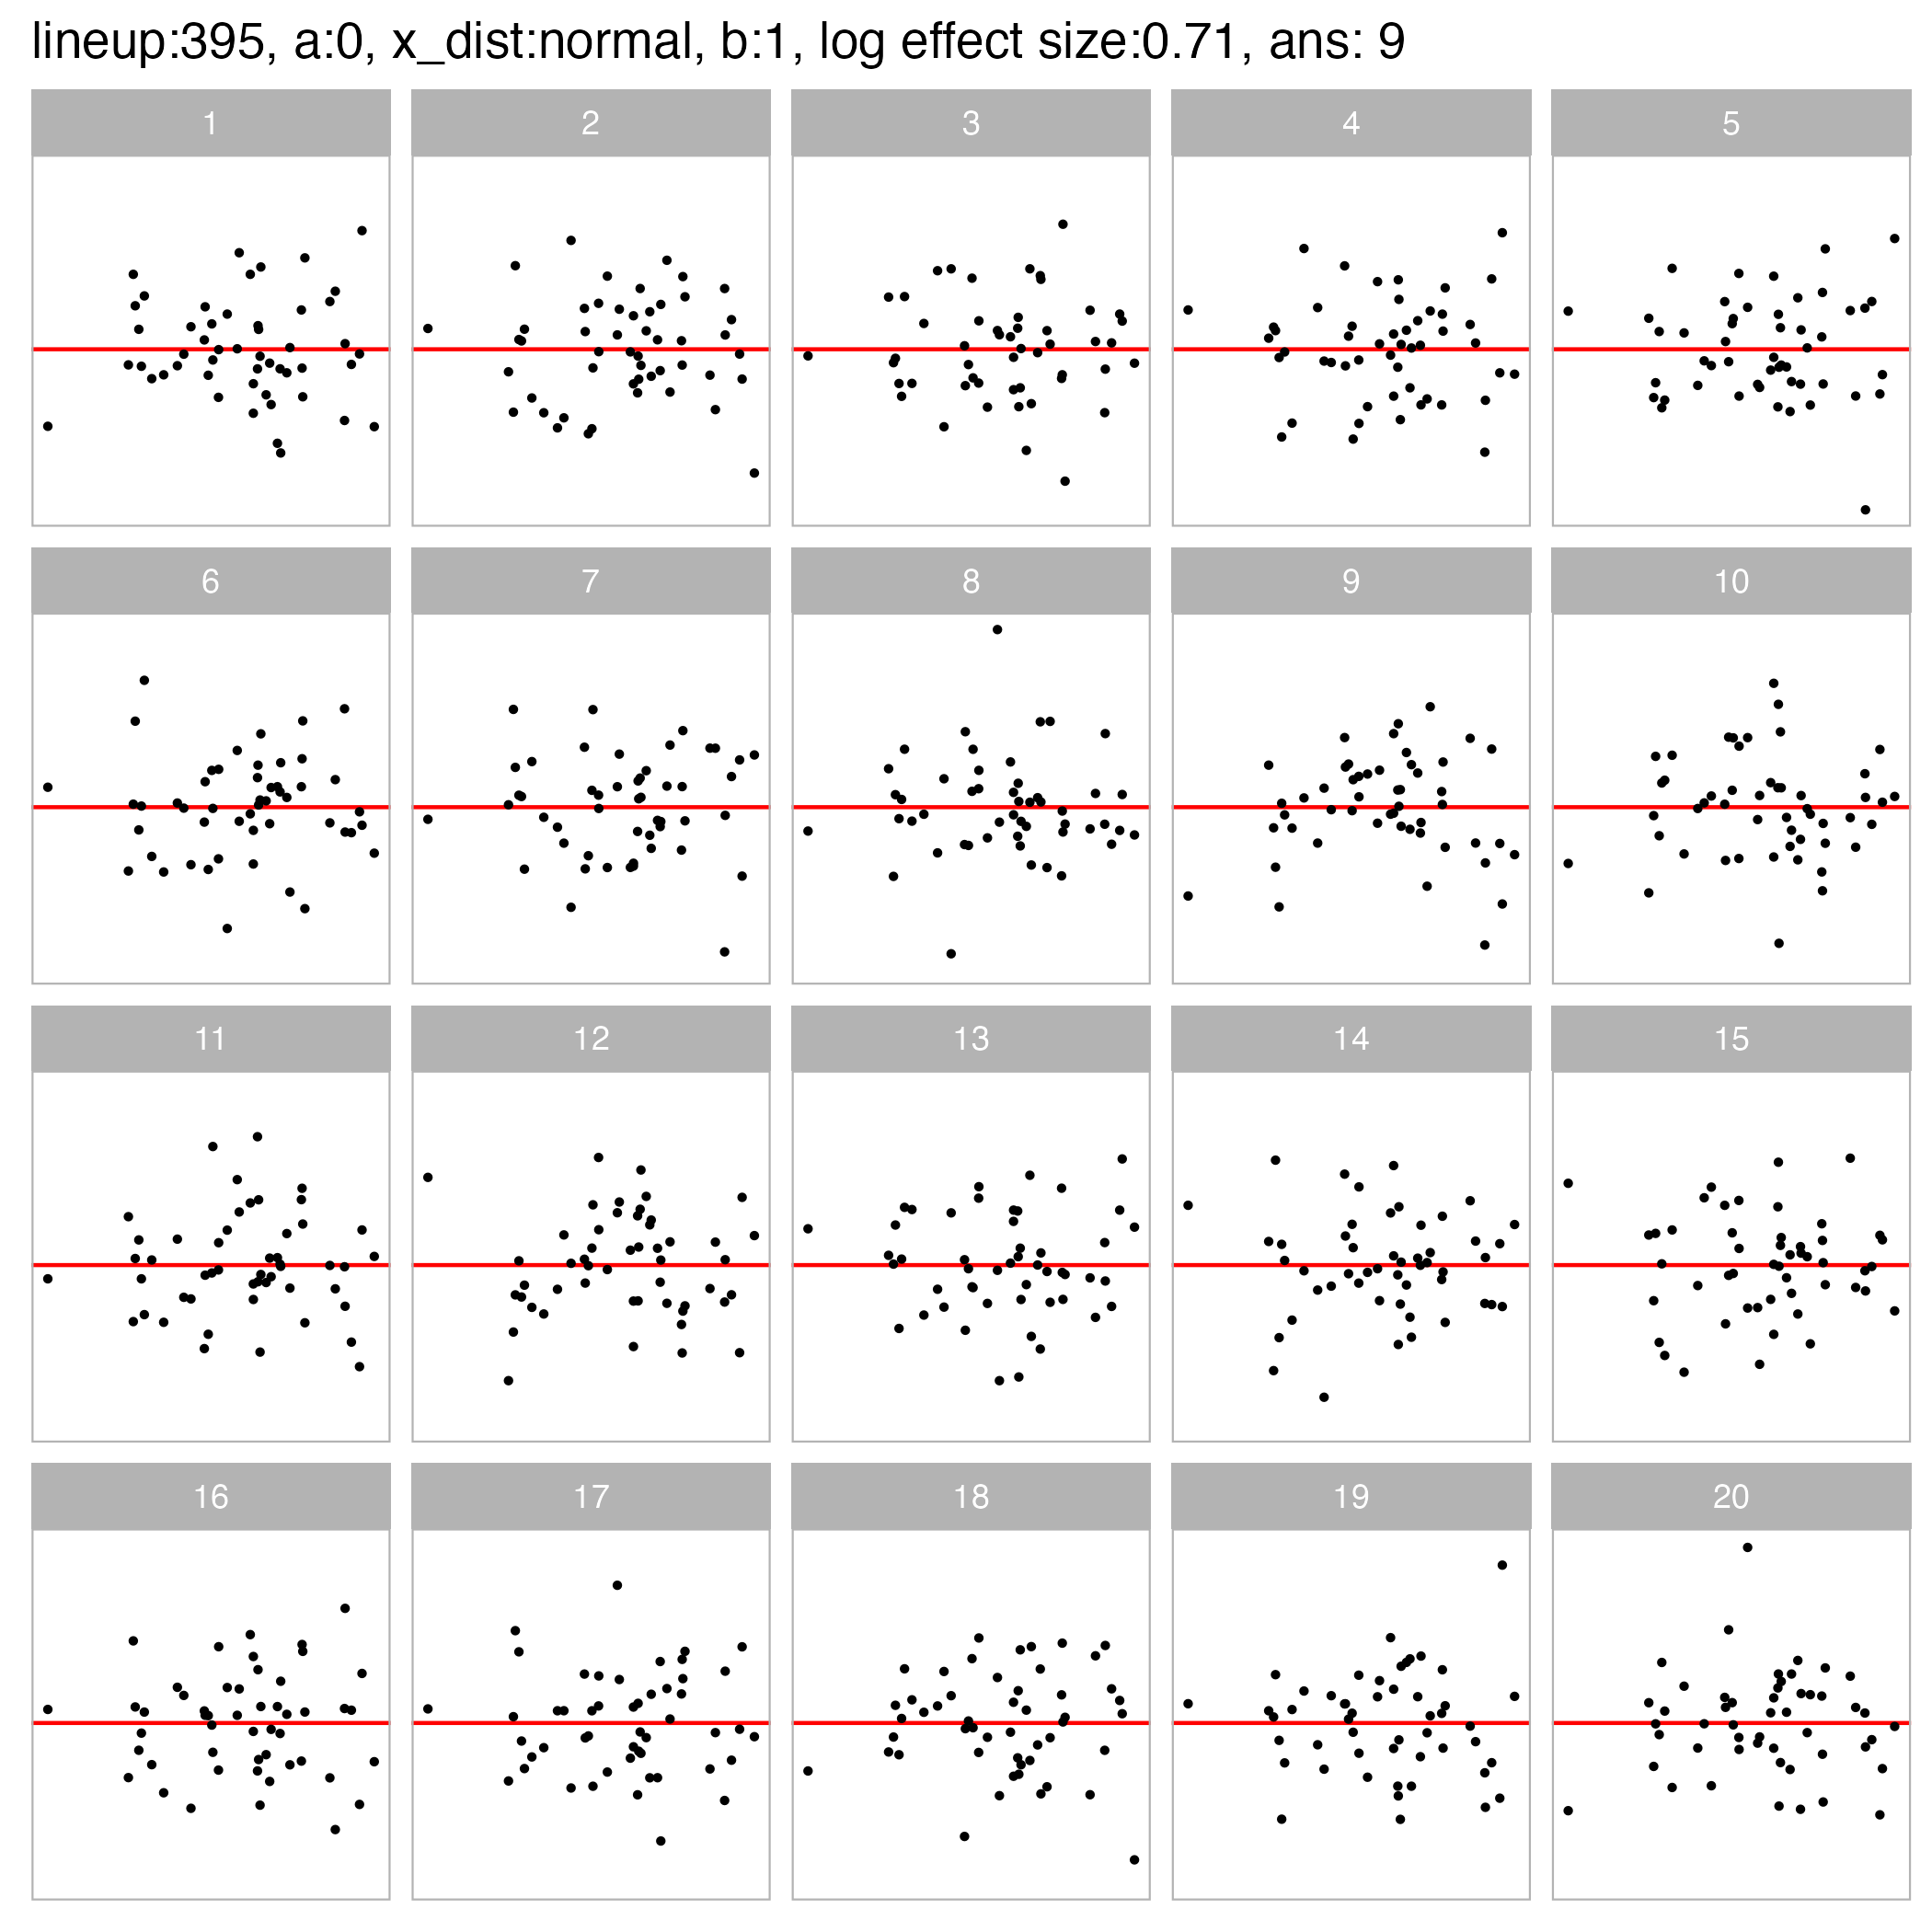 lineup:395, a:0, x_dist:normal, b:1, log effect size:0.71, ans: 9
1 2 3 4 5
6 7 8 9 10
11 12 13 14 15
16 17 18 19 20